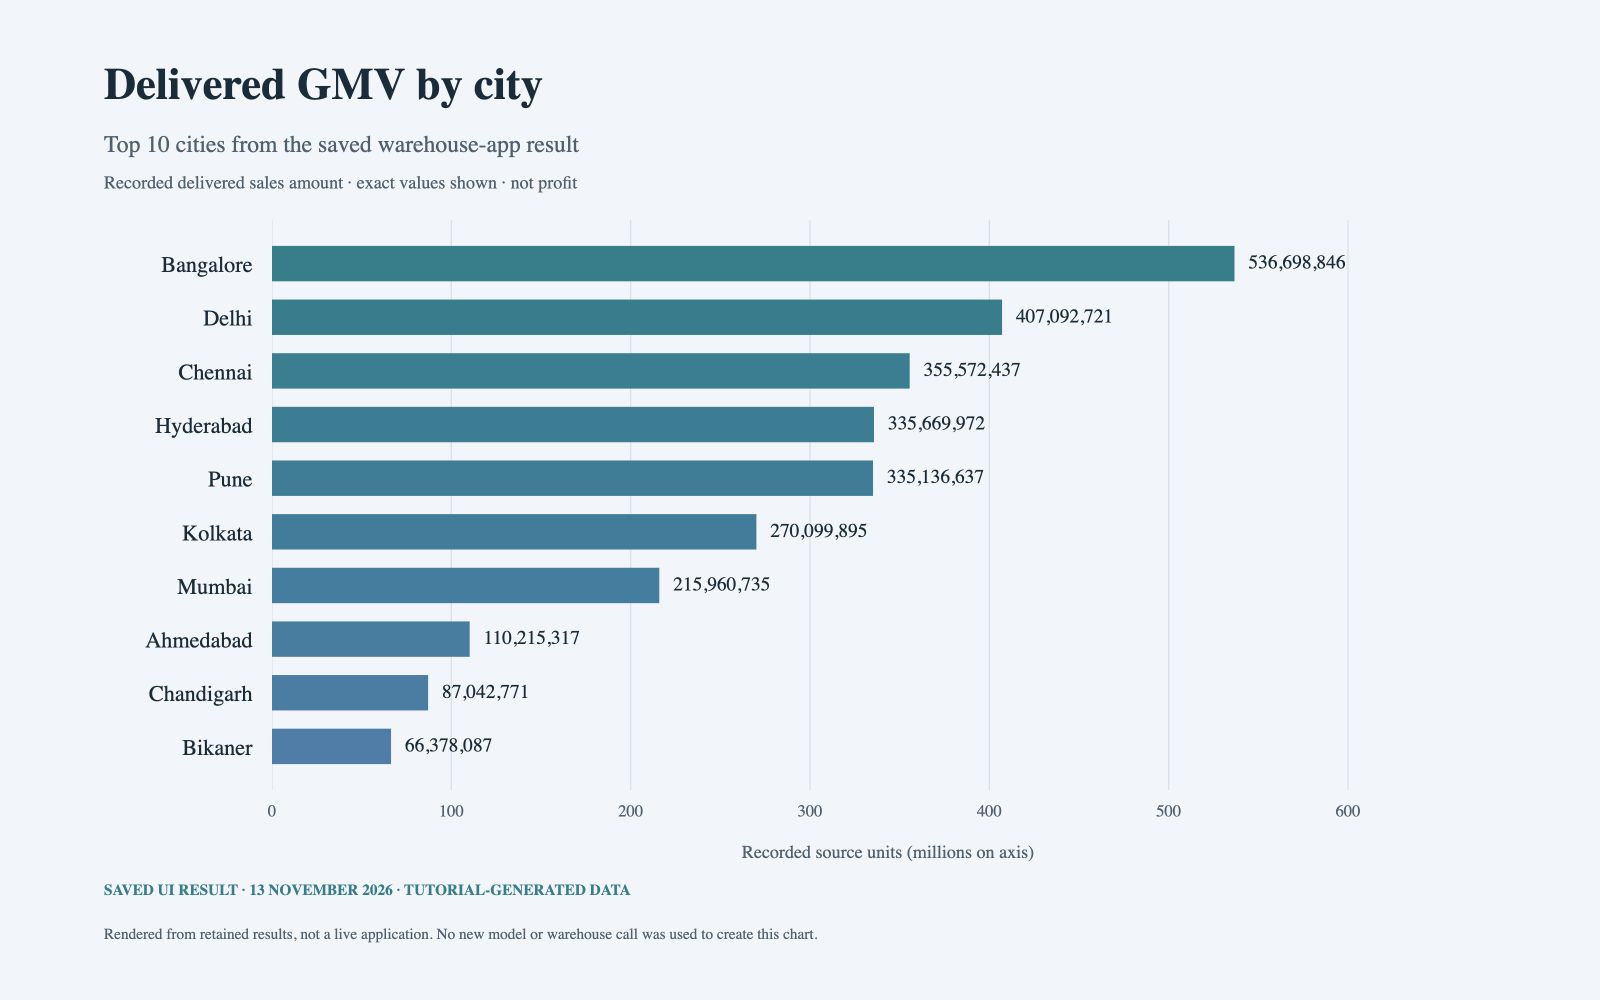 Delivered GMV by city
Top 10 cities from the saved warehouse-app result
Recorded delivered sales amount · exact values shown · not profit
Bangalore 536,698,846
Delhi 407,092,721
Chennai 355,572,437
Hyderabad 335,669,972
Pune 335,136,637
Kolkata 270,099,895
Mumbai 215,960,735
Ahmedabad 110,215,317
Chandigarh 87,042,771
Bikaner 66,378,087
0 100 200 300 400 500 600
Recorded source units (millions on axis)
SAVED UI RESULT · 13 NOVEMBER 2026 · TUTORIAL-GENERATED DATA
Rendered from retained results, not a live application. No new model or warehouse call was used to create this chart.